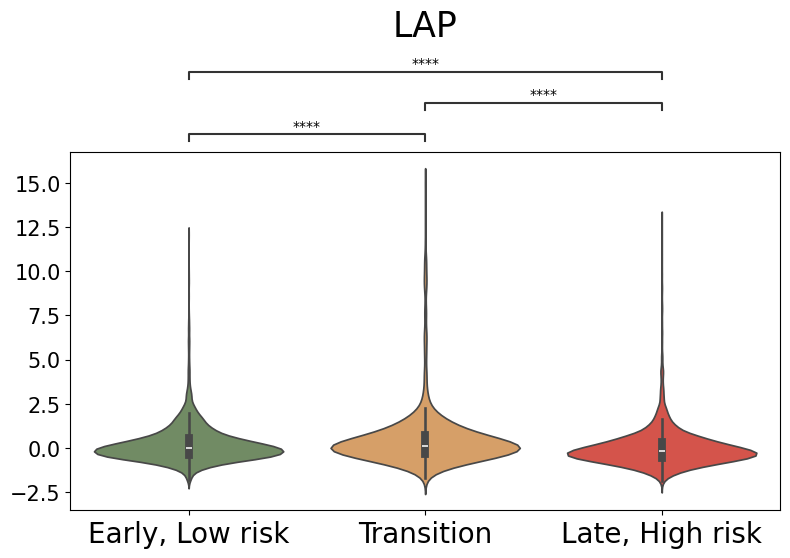 LAP
****
****
****
15.0
12.5
10.0
7.5
5.0
2.5
0.0
−2.5
Early, Low risk
Transition
Late, High risk